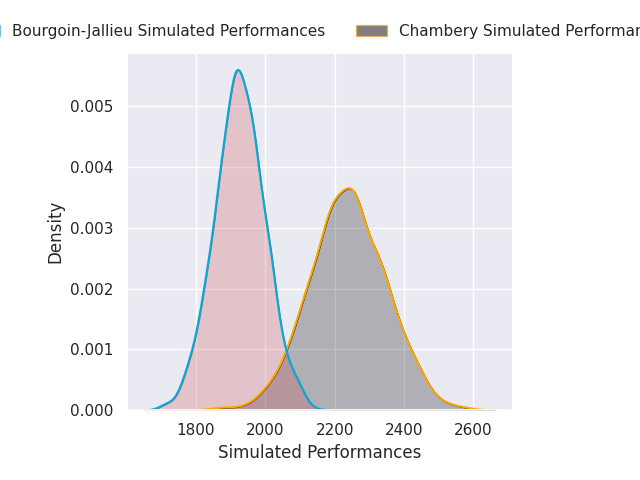 Bourgoin-Jallieu Simulated Performances
Chambery Simulated Performan
0.005
0.004
0.003
0.002
0.001
0.000
Density
1800 2000 2200 2400 2600
Simulated Performances